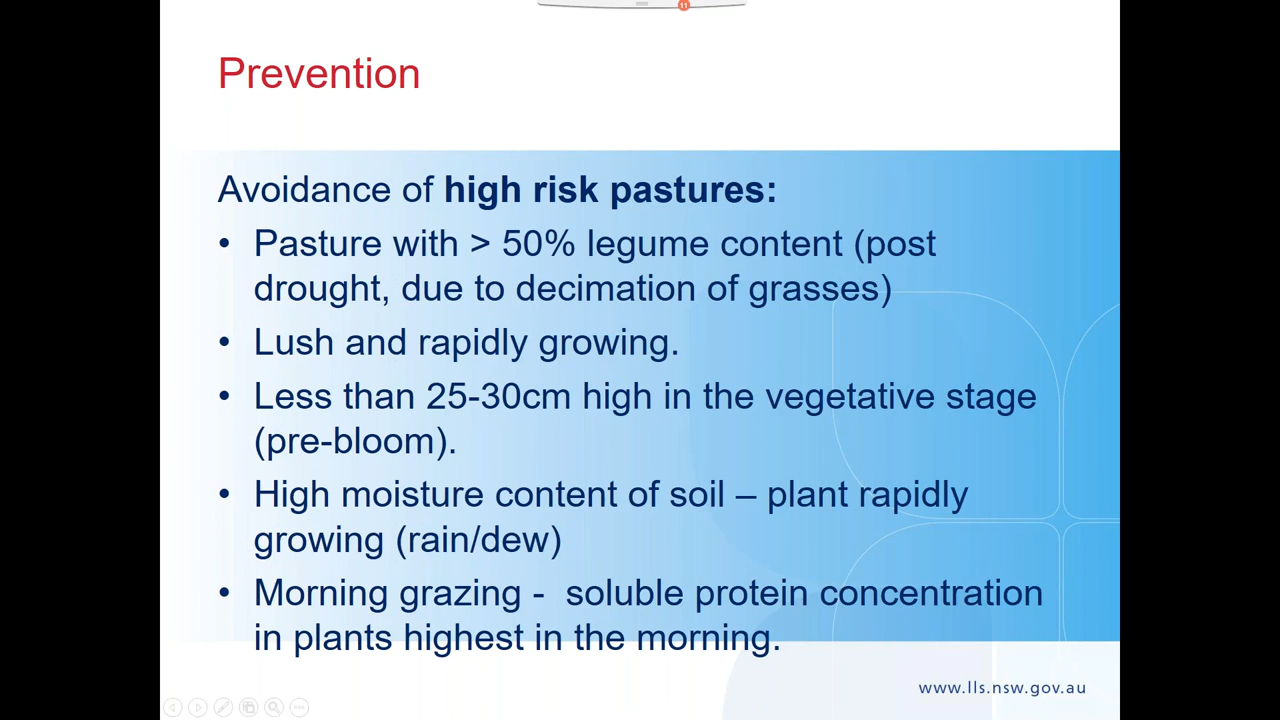 11
Prevention
Avoidance of high risk pastures:
• Pasture with > 50% legume content (post
drought, due to decimation of grasses)
• Lush and rapidly growing.
• Less than 25-30cm high in the vegetative stage
(pre-bloom).
• High moisture content of soil – plant rapidly
growing (rain/dew)
• Morning grazing -  soluble protein concentration
in plants highest in the morning.
www.lls.nsw.gov.au